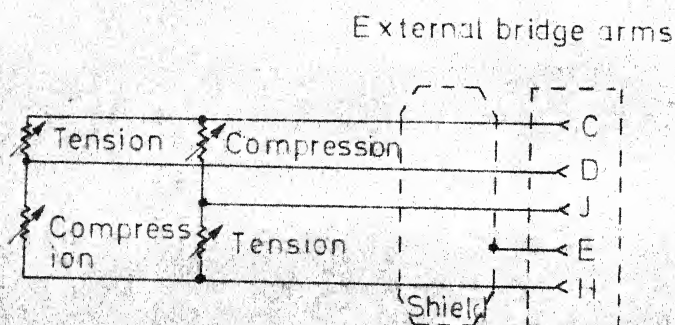 External bridge arms
Tension
Compression
C
D
J
Compress
ion
Tension
E
H
Shield